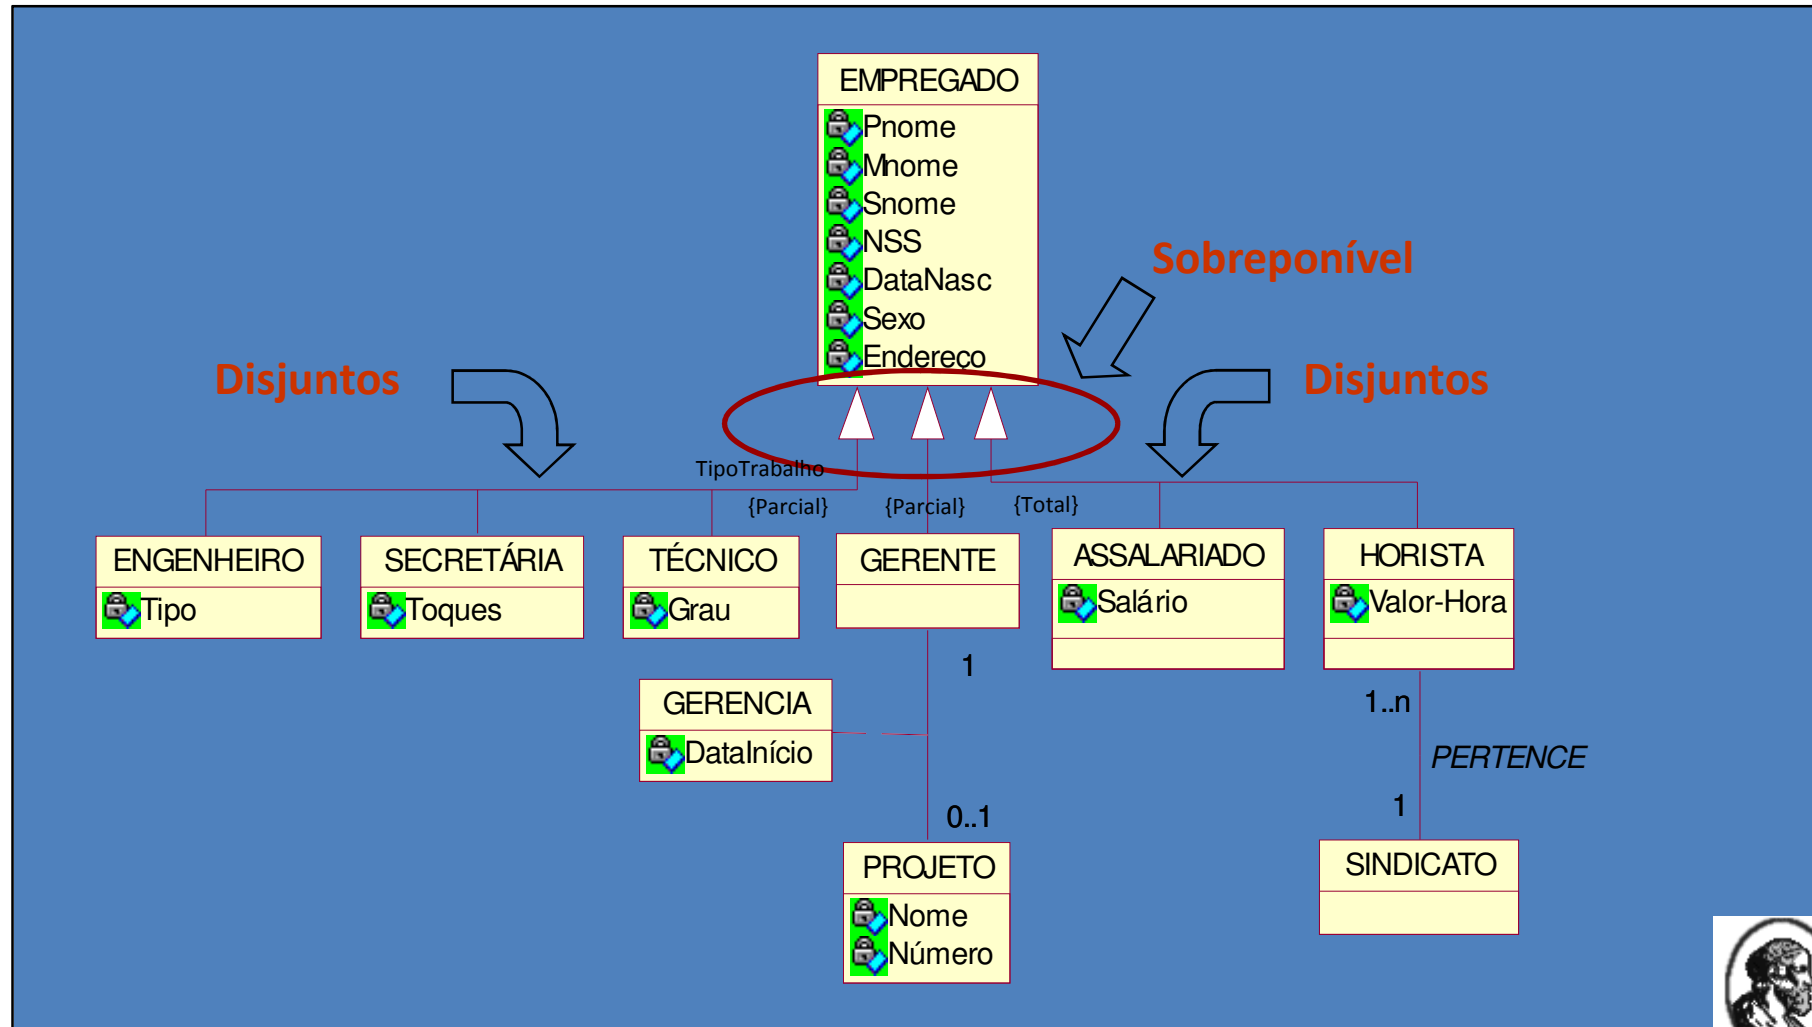 EMPREGADO
Pnome
Mnome
Snome
NSS
DataNasc
Sexo
Endereço
Sobreponível
Disjuntos
Disjuntos
TipoTrabalho
{Parcial}
{Parcial}
{Total}
ENGENHEIRO
Tipo
SECRETÁRIA
Toques
TÉCNICO
Grau
GERENTE
ASSALARIADO
Salário
HORISTA
Valor-Hora
1
GERENCIA
DataInício
0..1
1..n
PERTENCE
1
PROJETO
Nome
Número
SINDICATO